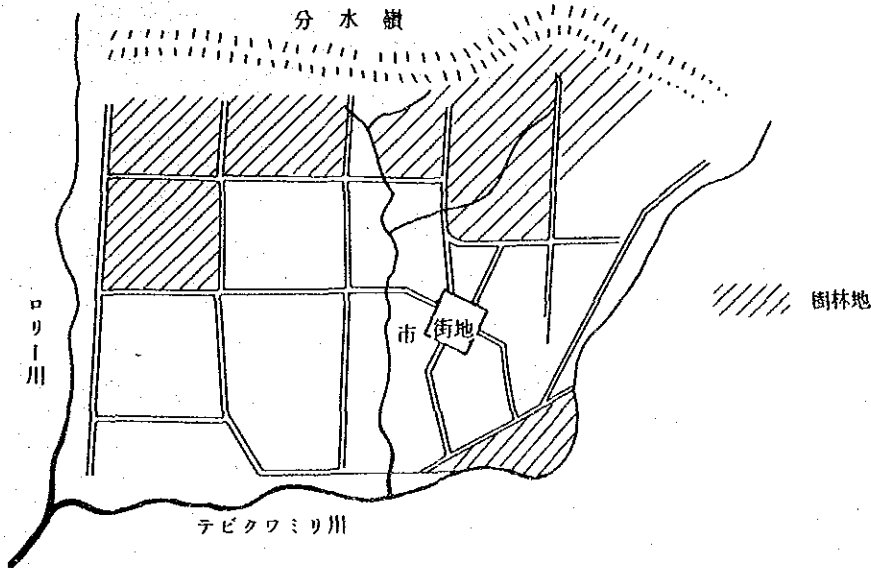 分水嶺
樹林地
市街地
ロリー川
テビクワミリ川